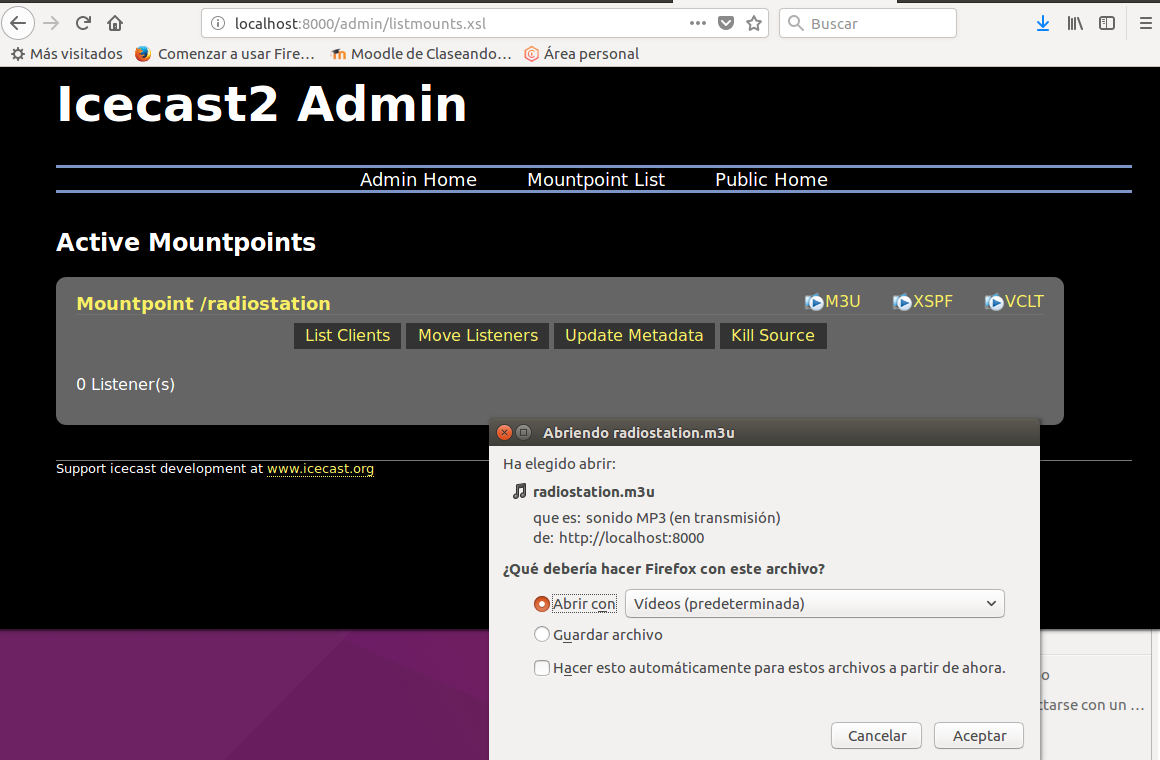 localhost:8000/admin/listmounts.xsl
Buscar
Más visitados Comenzar a usar Fire… Moodle de Claseando… Área personal
Icecast2 Admin
Admin Home Mountpoint List Public Home
Active Mountpoints
Mountpoint /radiostation M3U XSPF VCLT
List Clients Move Listeners Update Metadata Kill Source
0 Listener(s)
Support icecast development at www.icecast.org
Abriendo radiostation.m3u
Ha elegido abrir:
radiostation.m3u
que es: sonido MP3 (en transmisión)
de: http://localhost:8000
¿Qué debería hacer Firefox con este archivo?
Abrir con Vídeos (predeterminada)
Guardar archivo
Hacer esto automáticamente para estos archivos a partir de ahora.
Cancelar Aceptar
con un …